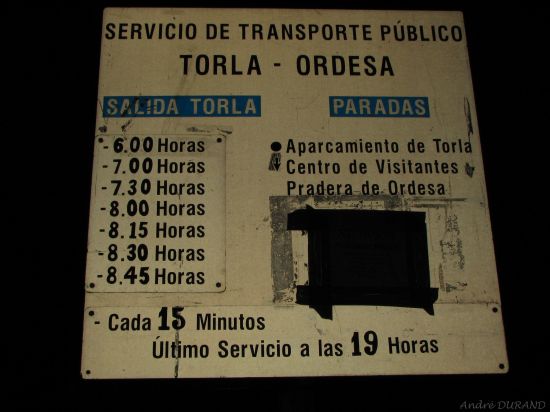 SERVICIO DE TRANSPORTE PÚBLICO
TORLA - ORDESA
SALIDA TORLA
- 6.00 Horas
- 7.00 Horas
- 7.30 Horas
- 8.00 Horas
- 8.15 Horas
- 8.30 Horas
- 8.45 Horas
PARADAS
Aparcamiento de Torla
Centro de Visitantes
Pradera de Ordesa
- Cada 15 Minutos
Último Servicio a las 19 Horas
André DURAND